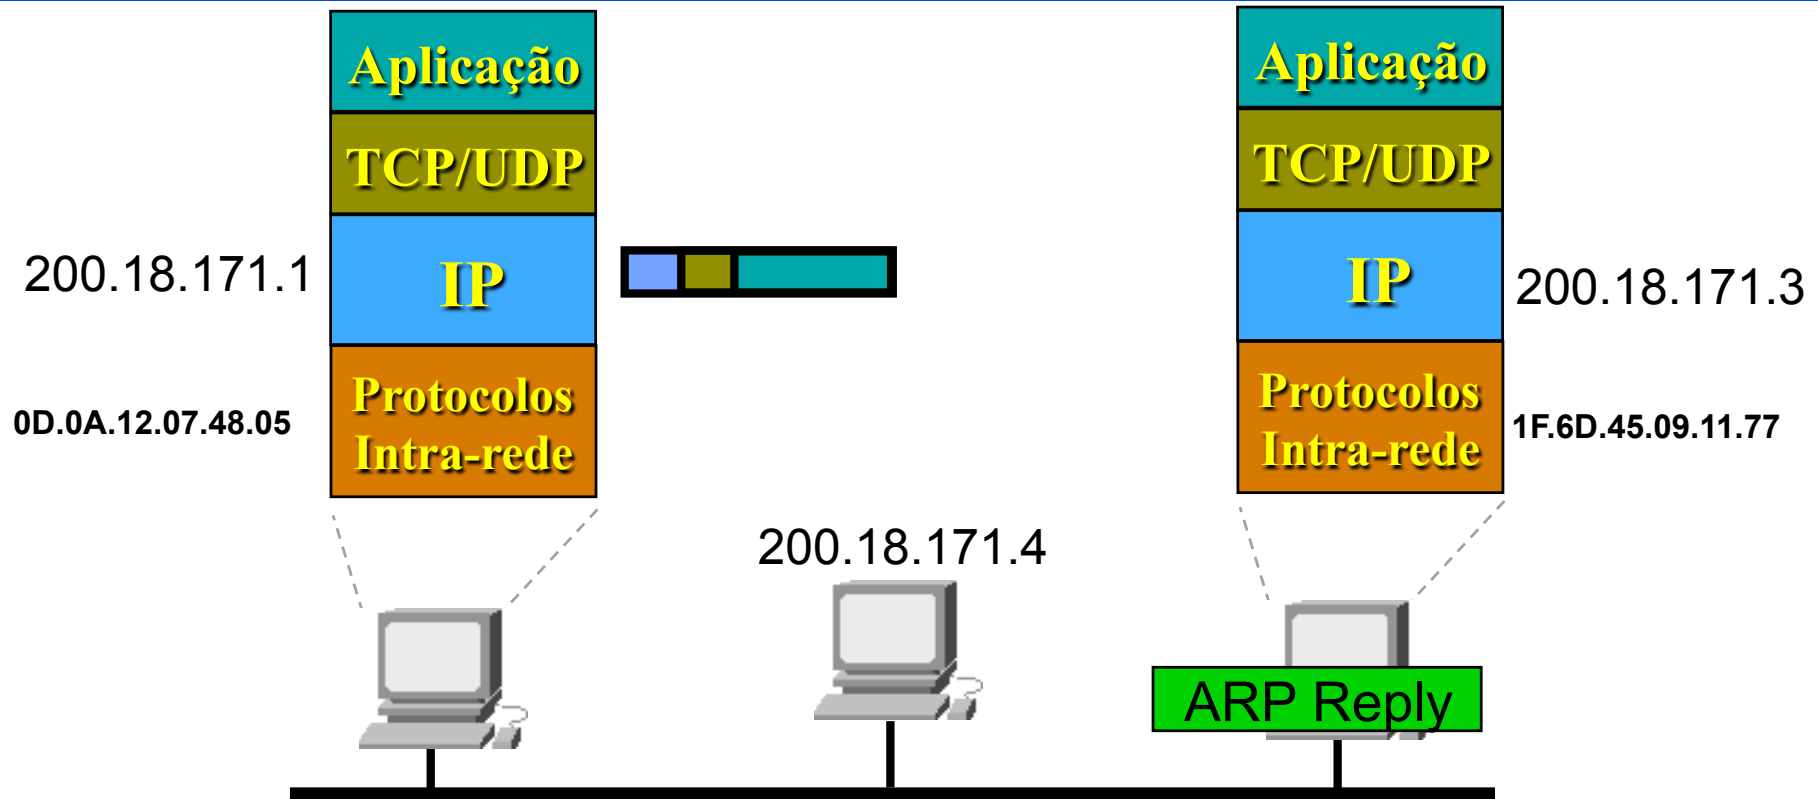 Aplicação
TCP/UDP
200.18.171.1
IP
0D.0A.12.07.48.05
Protocolos
Intra-rede
Aplicação
TCP/UDP
IP
200.18.171.3
Protocolos
Intra-rede
1F.6D.45.09.11.77
200.18.171.4
ARP Reply